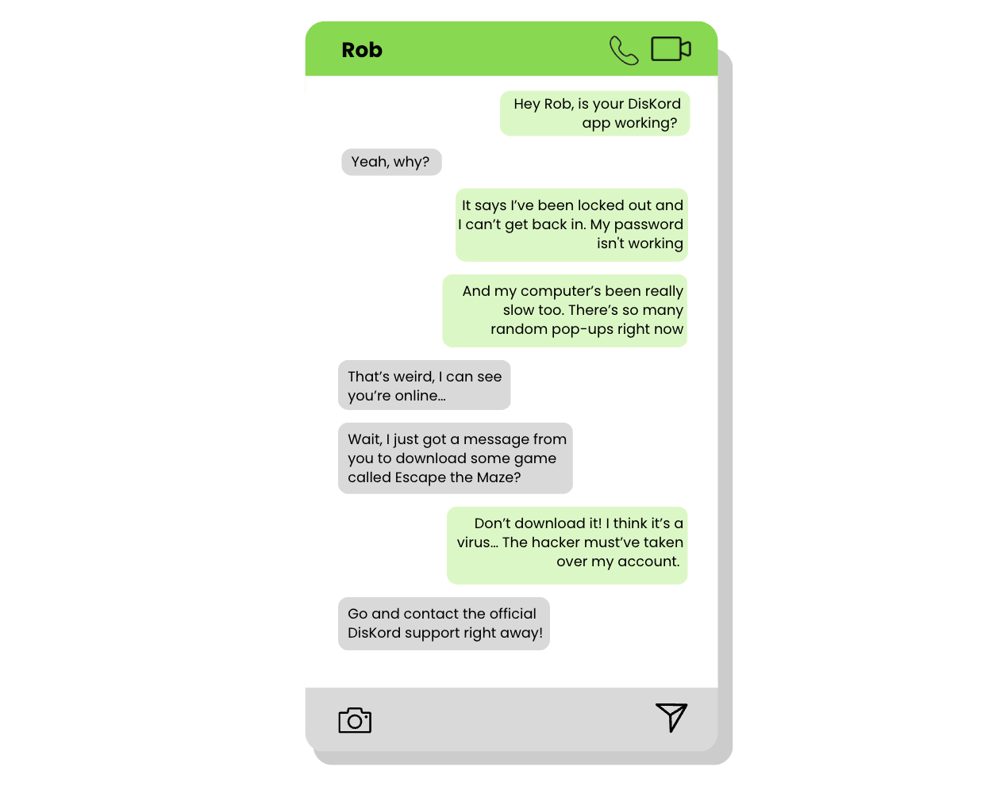 Rob
Hey Rob, is your DisKord
app working?
Yeah, why?
It says I’ve been locked out and
I can’t get back in. My password
isn't working
And my computer’s been really
slow too. There’s so many
random pop-ups right now
That’s weird, I can see
you’re online...
Wait, I just got a message from
you to download some game
called Escape the Maze?
Don’t download it! I think it’s a
virus... The hacker must’ve taken
over my account.
Go and contact the official
DisKord support right away!